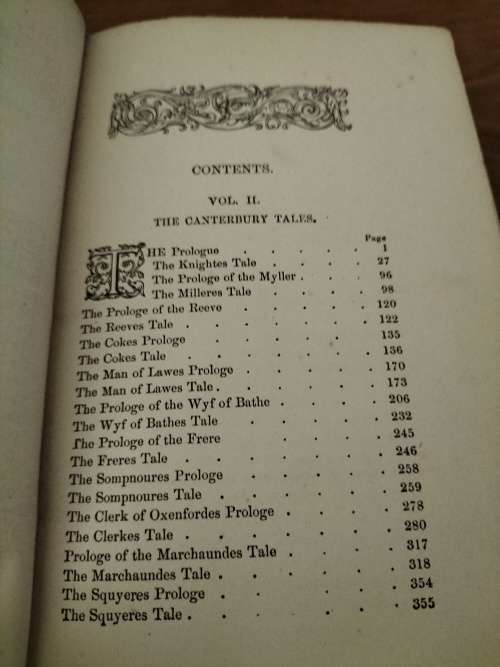 CONTENTS.
VOL. II.
THE CANTERBURY TALES.
Page
THE Prologue . . . . . 1
The Knightes Tale . . . . 27
The Prologe of the Myller . . . 96
The Milleres Tale . . . . 98
The Prologe of the Reeve . . . . 120
The Reeves Tale . . . . . . 122
The Cokes Prologe . . . . 135
The Cokes Tale . . . . . . 136
The Man of Lawes Prologe . . . . . 170
The Man of Lawes Tale . . . . . . 173
The Prologe of the Wyf of Bathe . . . . 206
The Wyf of Bathes Tale . . . . . 232
The Prologe of the Frere . . . . 245
The Freres Tale . . . . . . . 246
The Sompnoures Prologe . . . . . 258
The Sompnoures Tale . . . . . . 259
The Clerk of Oxenfordes Prologe . . . . 278
The Clerkes Tale . . . . . . 280
Prologe of the Marchaundes Tale . . . . 317
The Marchaundes Tale . . . . . . 318
The Squyeres Prologe . . . . . 354
The Squyeres Tale . . . . . . 355